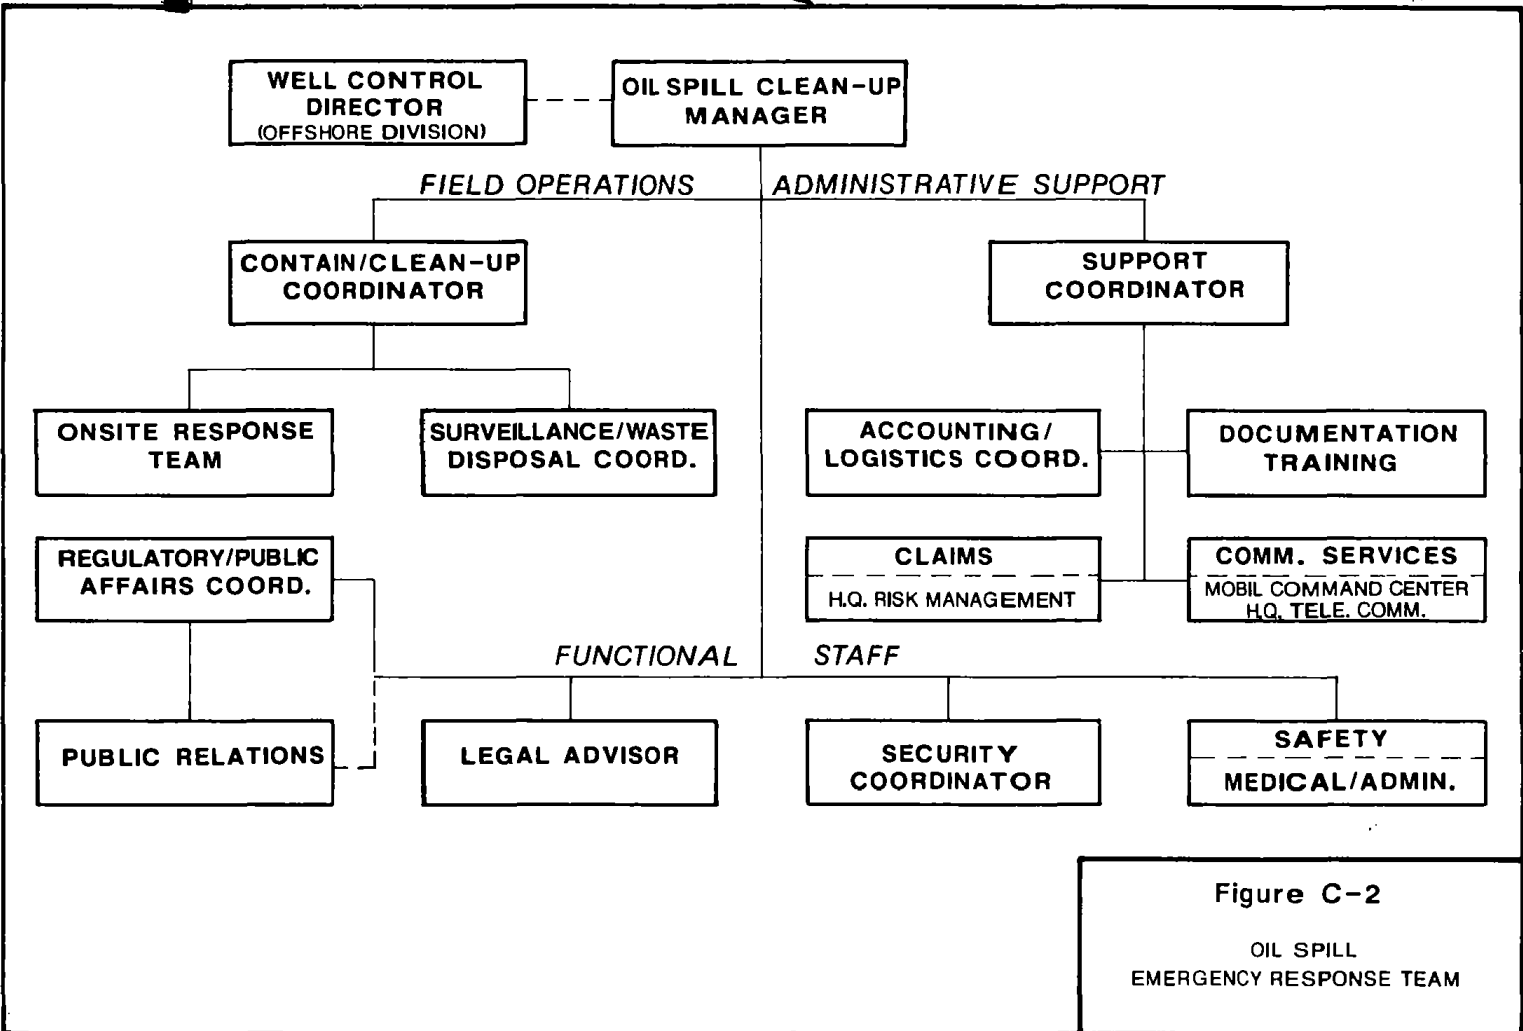 WELL CONTROL
DIRECTOR
(OFFSHORE DIVISION)
OIL SPILL CLEAN-UP
MANAGER
FIELD OPERATIONS
ADMINISTRATIVE SUPPORT
CONTAIN/CLEAN-UP
COORDINATOR
SUPPORT
COORDINATOR
ONSITE RESPONSE
TEAM
SURVEILLANCE/WASTE
DISPOSAL COORD.
ACCOUNTING/
LOGISTICS COORD.
DOCUMENTATION
TRAINING
REGULATORY/PUBLIC
AFFAIRS COORD.
CLAIMS
H.Q. RISK MANAGEMENT
COMM. SERVICES
MOBIL COMMAND CENTER
H.Q. TELE. COMM.
FUNCTIONAL STAFF
PUBLIC RELATIONS
LEGAL ADVISOR
SECURITY
COORDINATOR
SAFETY
MEDICAL/ADMIN.
Figure C-2
OIL SPILL
EMERGENCY RESPONSE TEAM